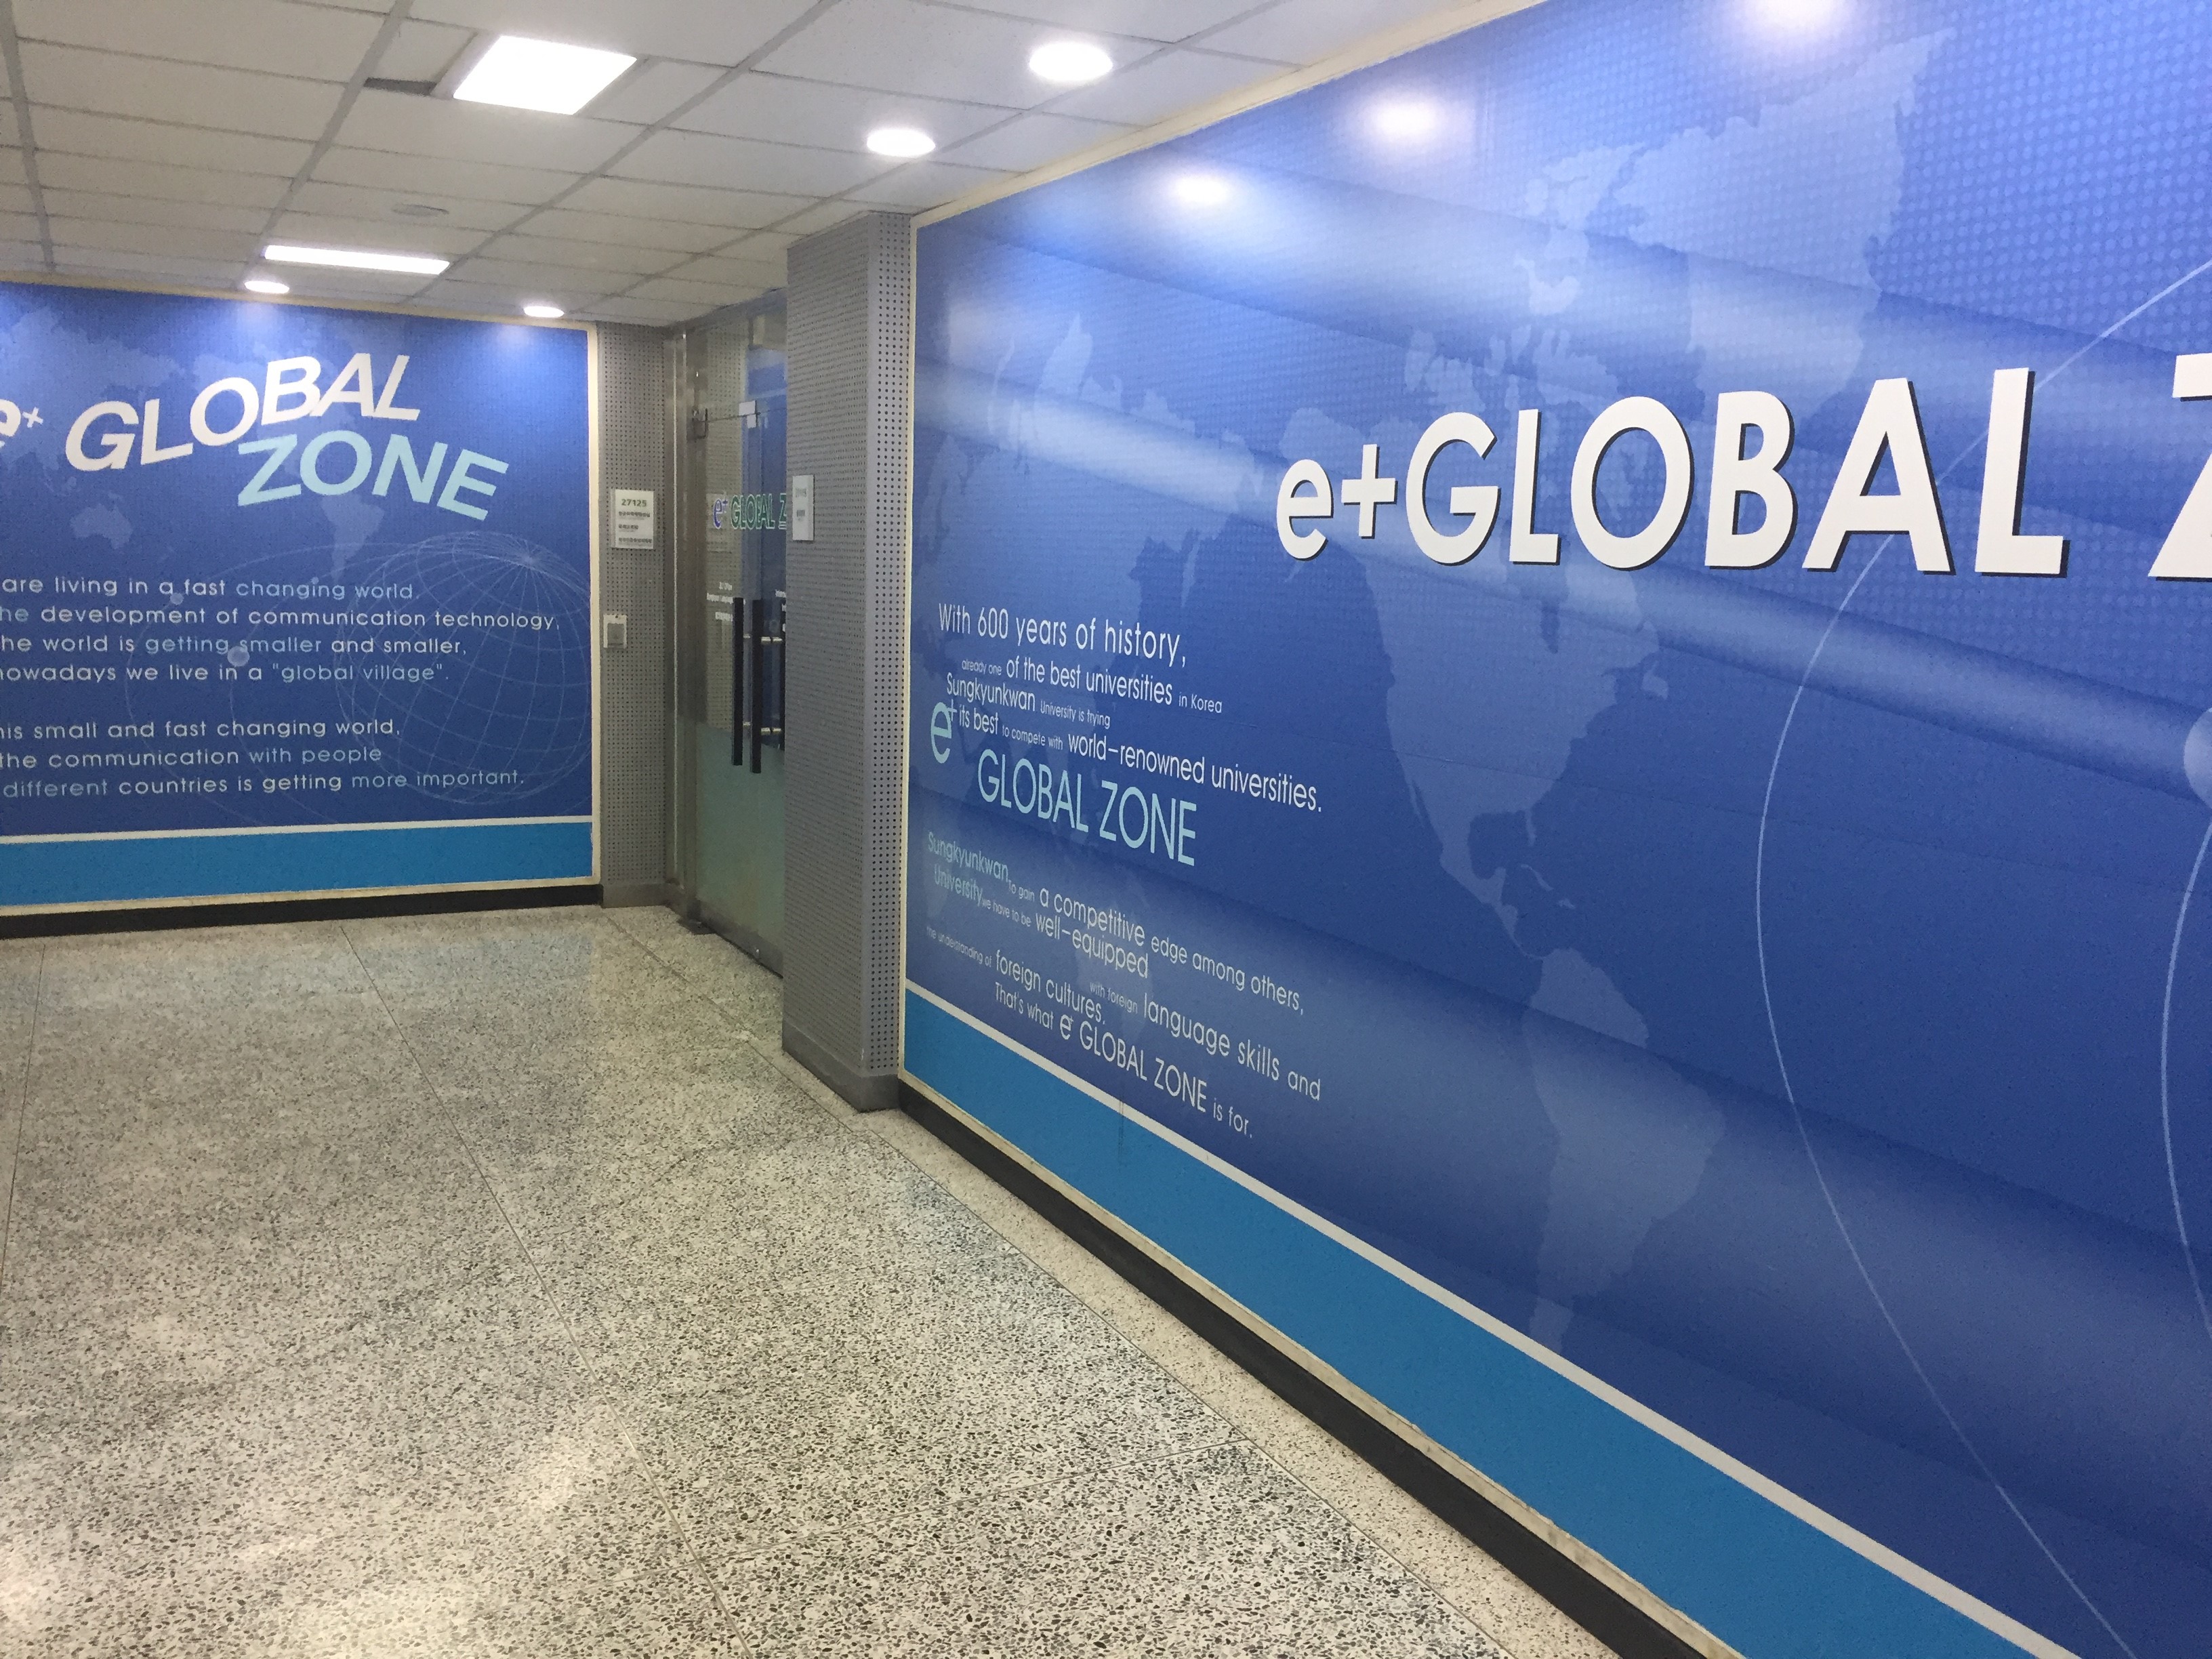 e+ GLOBAL
ZONE
are living in a fast changing world.
he development of communication technology,
he world is getting smaller and smaller,
nowadays we live in a "global village".
his small and fast changing world,
the communication with people
different countries is getting more important.
27125
e+ GLOBAL Z
e+GLOBAL Z
With 600 years of history,
already one of the best universities in Korea
Sungkyunkwan University is trying
its best to compete with world-renowned universities.
e+ GLOBAL ZONE
Sungkyunkwan
University
To gain a competitive edge among others,
we have to be well-equipped
with foreign language skills and
the understanding of foreign cultures.
That's what e+ GLOBAL ZONE is for.